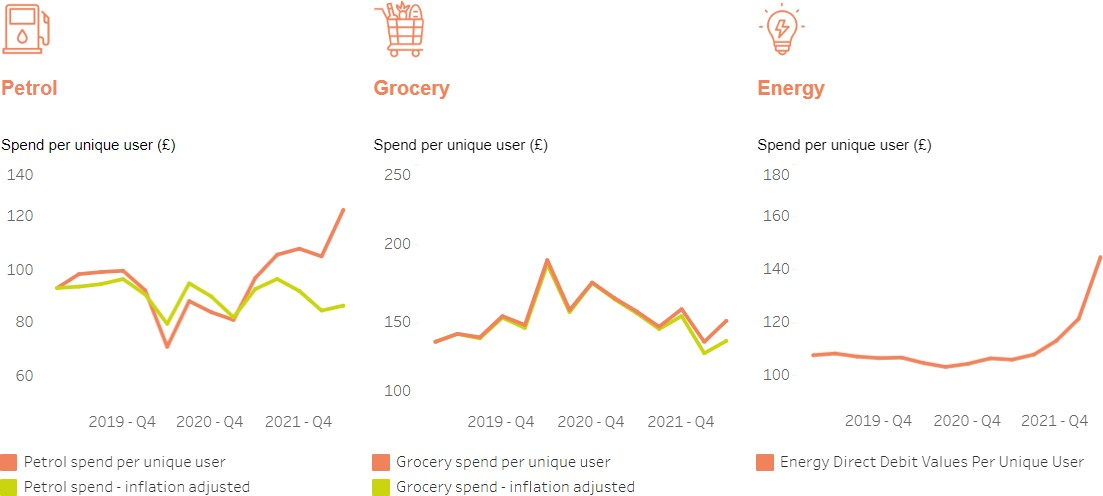 Petrol
Spend per unique user (£)
140
120
100
80
60
2019 - Q4
2020 - Q4
2021 - Q4
Petrol spend per unique user
Petrol spend - inflation adjusted
Grocery
Spend per unique user (£)
250
200
150
100
2019 - Q4
2020 - Q4
2021 - Q4
Grocery spend per unique user
Grocery spend - inflation adjusted
Energy
Spend per unique user (£)
180
160
140
120
100
2019 - Q4
2020 - Q4
2021 - Q4
Energy Direct Debit Values Per Unique User